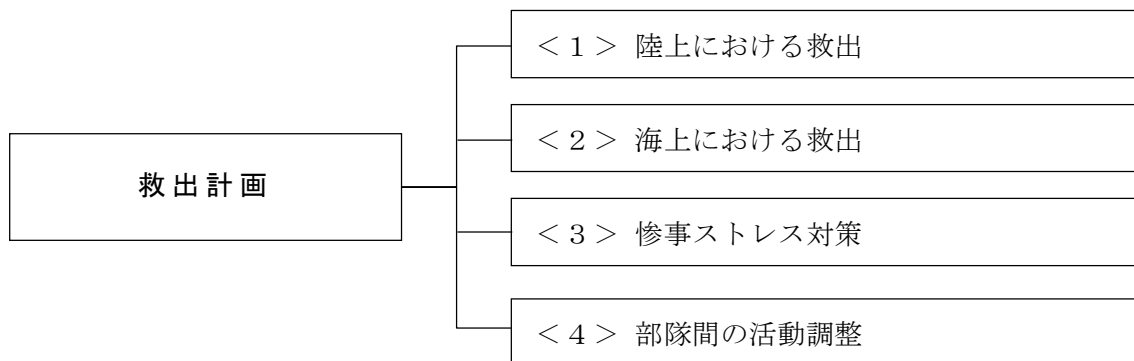 救出計画
＜１＞ 陸上における救出
＜２＞ 海上における救出
＜３＞ 惨事ストレス対策
＜４＞ 部隊間の活動調整